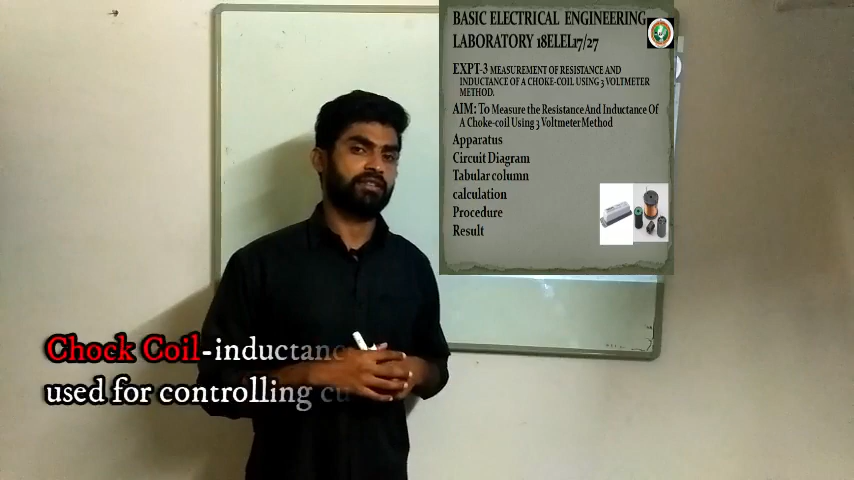 BASIC ELECTRICAL ENGINEERING
LABORATORY 18ELEL17/27
EXPT-3 MEASUREMENT OF RESISTANCE AND
INDUCTANCE OF A CHOKE-COIL USING 3 VOLTMETER
METHOD.
AIM: To Measure the Resistance And Inductance Of
A Choke-coil Using 3 Voltmeter Method
Apparatus
Circuit Diagram
Tabular column
calculation
Procedure
Result
Chock Coil-inductanc
used for controlling cu